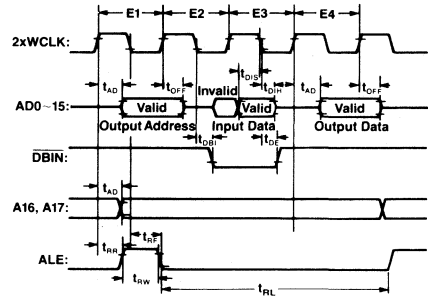 E1 E2 E3 E4
2xWCLK:
tAD tOFF Invalid tDIS tDIH tAD tOFF
AD0~15: Valid Valid Valid
Output Address Input Data Output Data
DBIN: tDBI tDE
tAD
A16, A17:
tRF
tRR
ALE:
tRW tRL